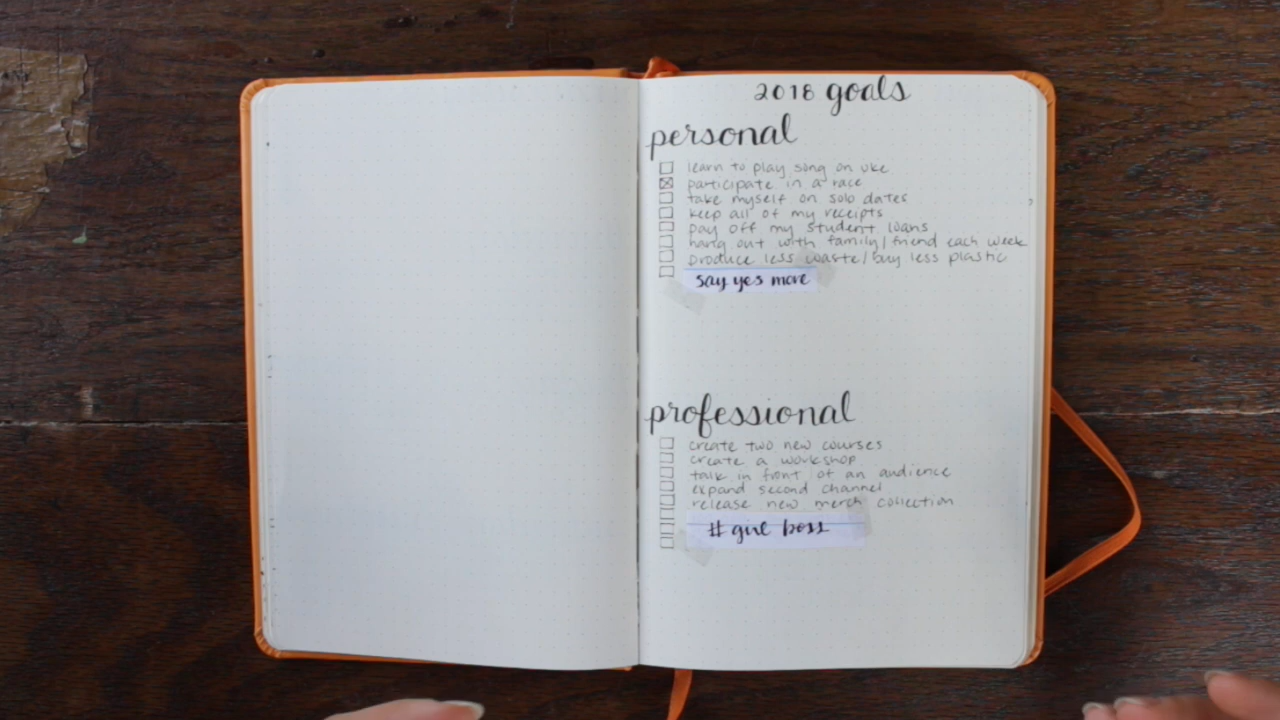 2018 goals
personal
learn to play song on uke
participate in a race
take myself on solo dates
keep all of my receipts
pay off my student loans
hang out with family/friend each week
produce less waste/buy less plastic
say yes more
professional
create two new courses
create a workshop
talk in front of an audience
expand second channel
release new merch collection
#girl boss